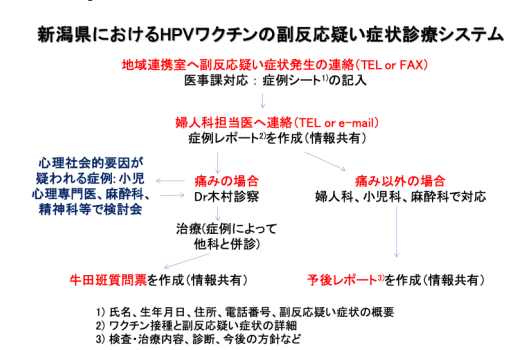 新潟県におけるHPVワクチンの副反応疑い症状診療システム
地域連携室へ副反応疑い症状発生の連絡(TEL or FAX)
医事課対応 : 症例シート1)の記入
婦人科担当医へ連絡(TEL or e-mail)
症例レポート2)を作成(情報共有)
心理社会的要因が
疑われる症例: 小児
心理専門医、麻酔科、
精神科等で検討会
痛みの場合
Dr木村診察
痛み以外の場合
婦人科、小児科、麻酔科で対応
治療(症例によって
他科と併診)
牛田班質問票を作成(情報共有)
予後レポート3)を作成(情報共有)
1) 氏名、生年月日、住所、電話番号、副反応疑い症状の概要
2) ワクチン接種と副反応疑い症状の詳細
3) 検査・治療内容、診断、今後の方針など